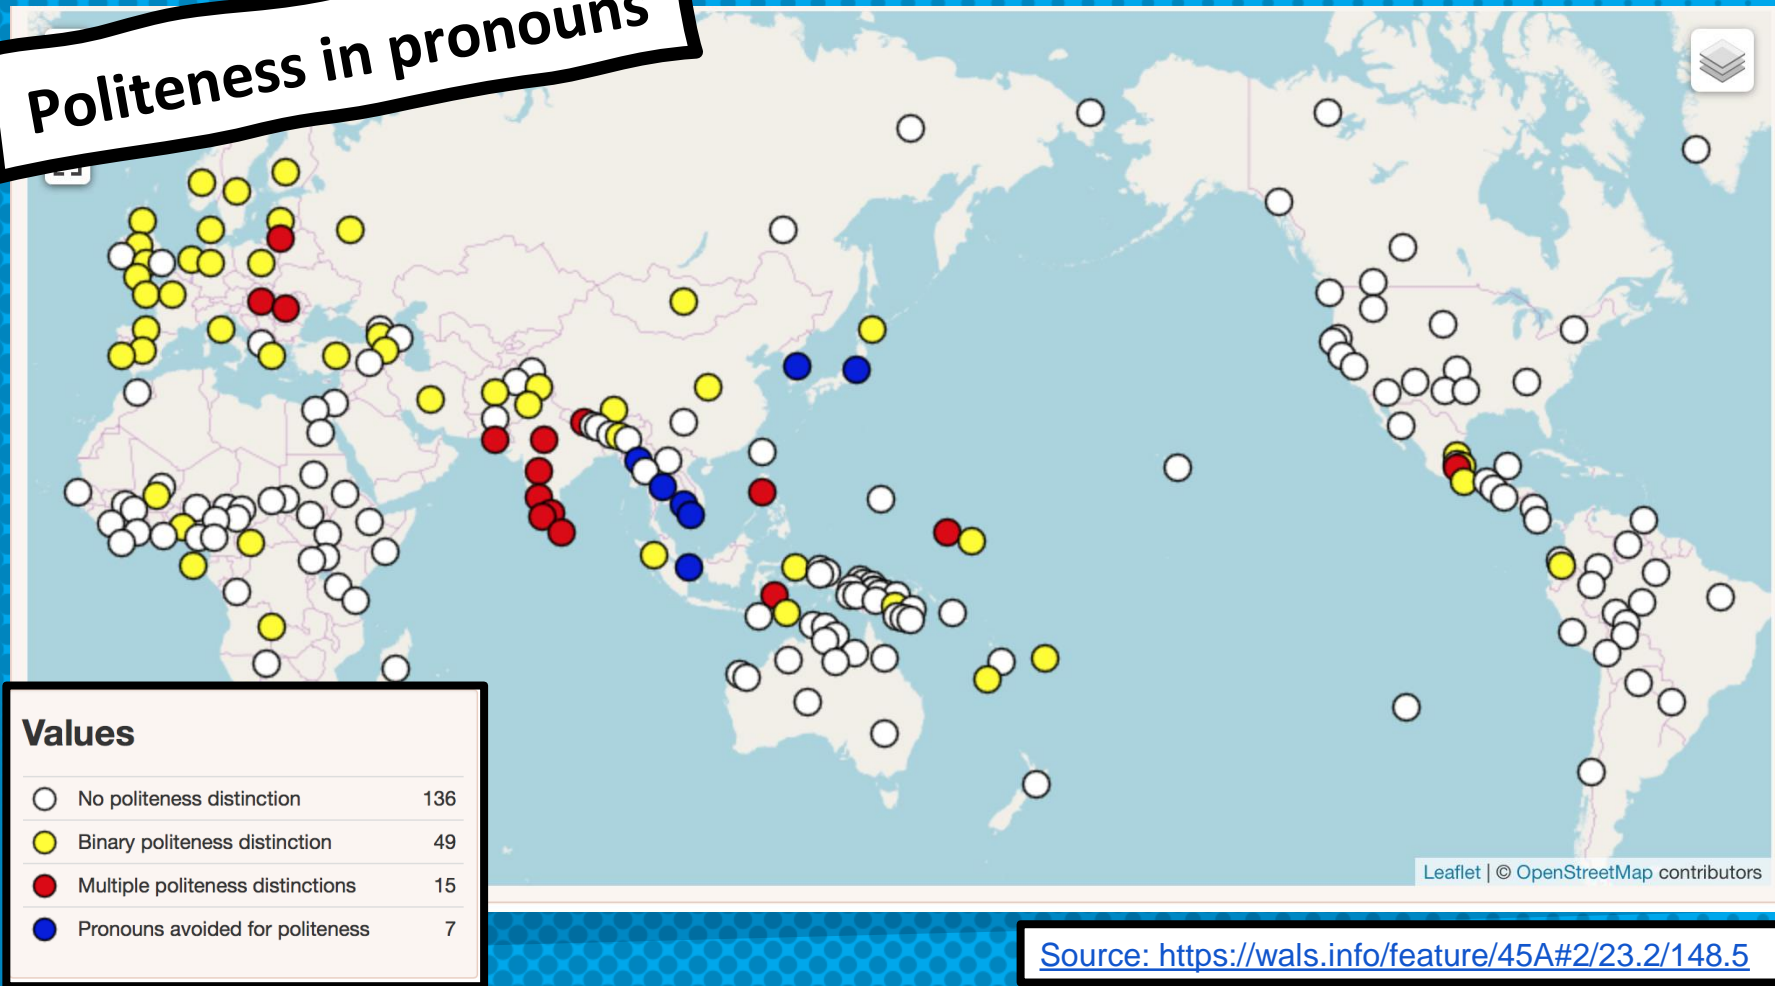 Politeness in pronouns
Values
No politeness distinction 136
Binary politeness distinction 49
Multiple politeness distinctions 15
Pronouns avoided for politeness 7
Leaflet | © OpenStreetMap contributors
Source: https://wals.info/feature/45A#2/23.2/148.5